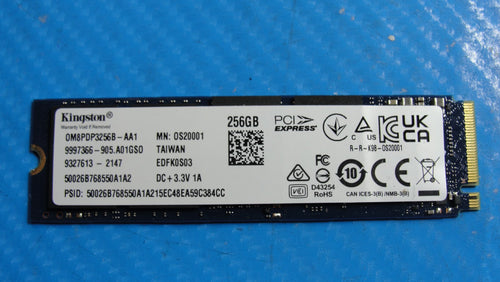 Kingston®
Warranty Void If Removed
OM8PDP3256B-AA1
9997366-905.A01GS0
9327613-2147
50026B768550A1A2
PSID: 50026B768550A1A215EC48EA59C384CC
MN: OS20001
TAIWAN
EDFK0S03
DC+3.3V 1A
256GB
PCI EXPRESS®
C US
UK CA
R-R-K98-OS20001
VCI
D43254
RoHS
10
CAN ICES-3(B)/NMB-3(B)